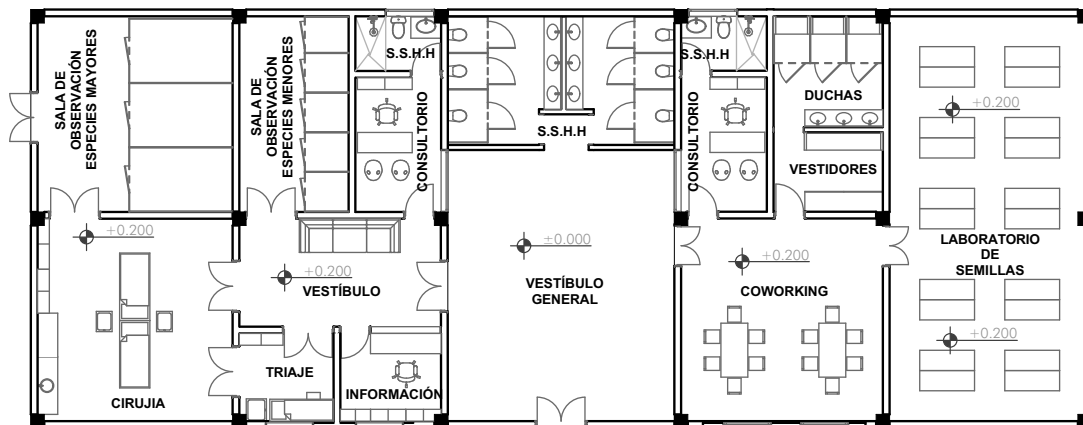 SALA DE
OBSERVACIÓN
ESPECIES MAYORES
SALA DE
OBSERVACIÓN
ESPECIES MENORES
S.S.H.H
CONSULTORIO
S.S.H.H
S.S.H.H
CONSULTORIO
DUCHAS
VESTIDORES
+0.200
+0.200
+0.200
VESTÍBULO
±0.000
VESTÍBULO
GENERAL
+0.200
COWORKING
LABORATORIO
DE
SEMILLAS
+0.200
CIRUJIA
TRIAJE
INFORMACIÓN